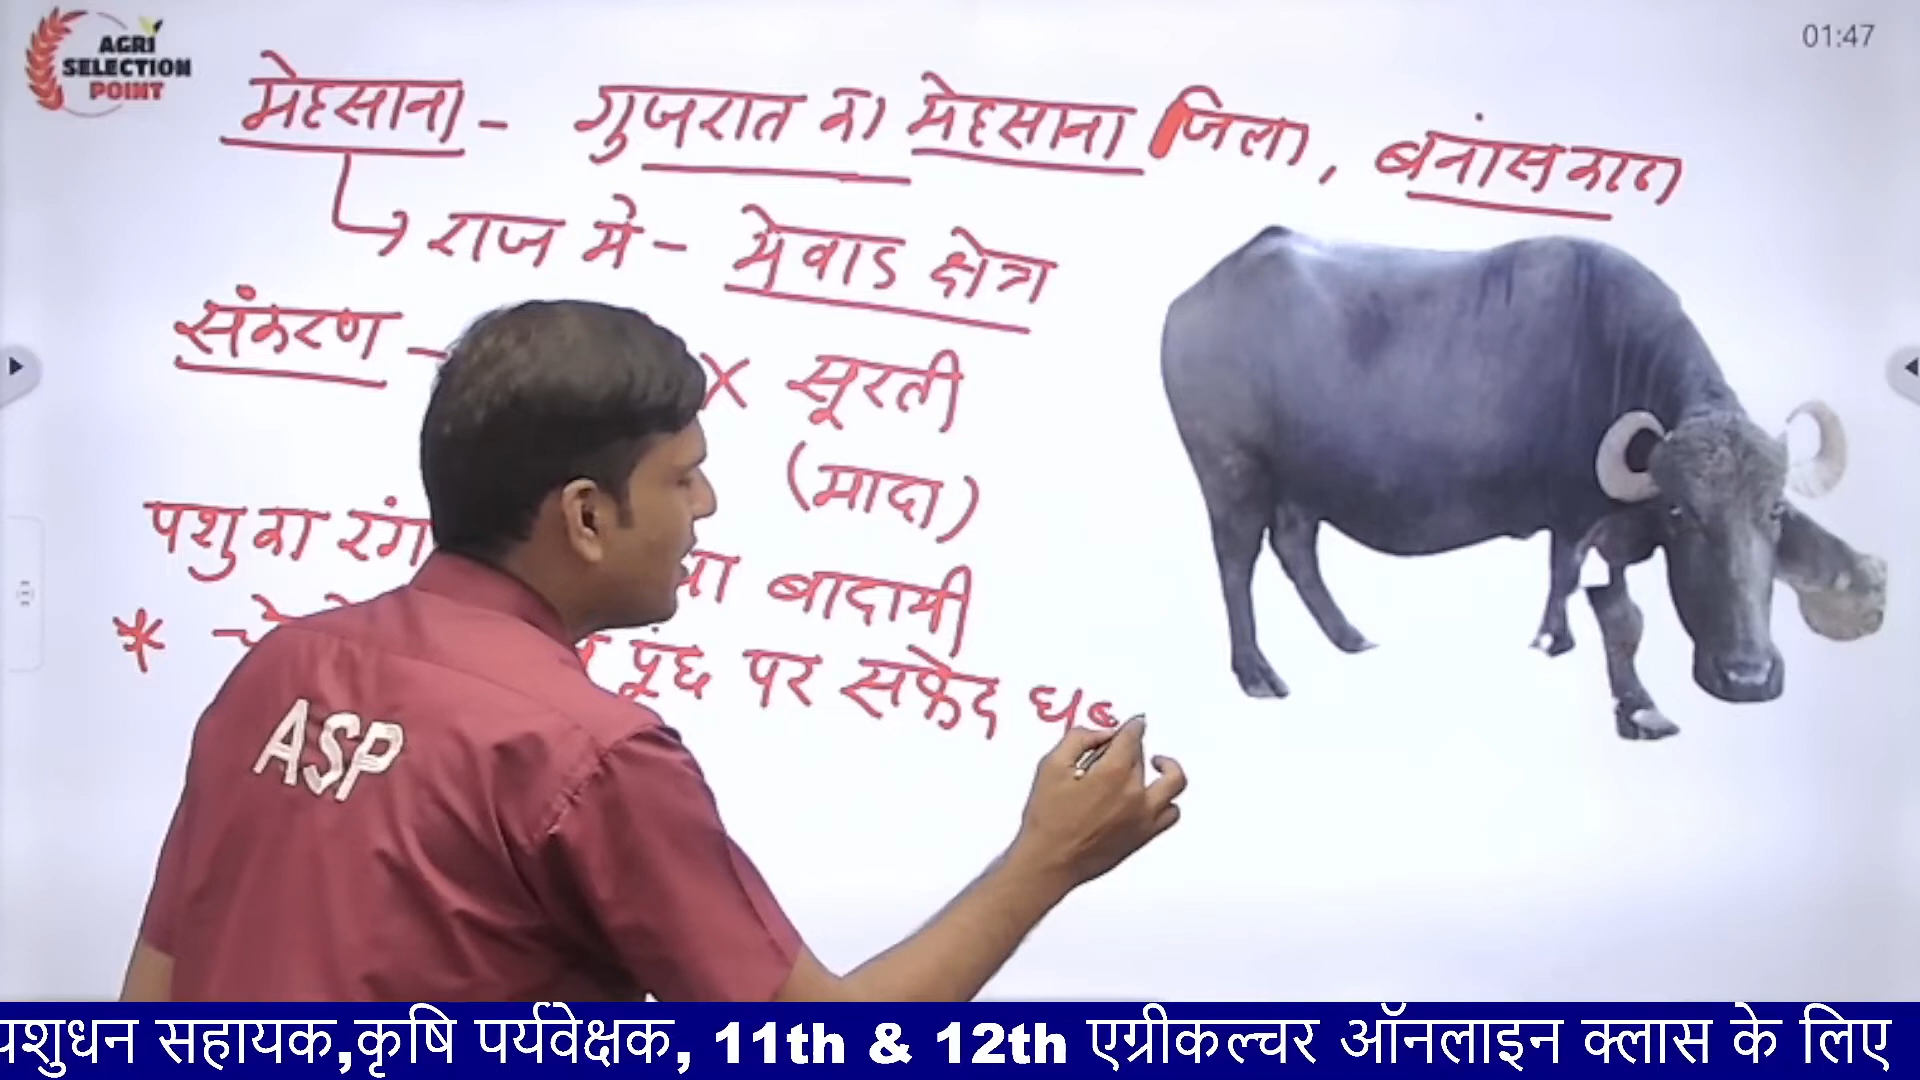 AGRI
SELECTION
POINT
01:47
मेहसाना - गुजरात का मेहसाना जिला, बनासकाठा
राज मे - मेवाड क्षेत्र
संकरण - X सूरती
(मादा)
पशु का रंग या बादामी
* पूंछ पर सफेद धब
ASP
पशुधन सहायक,कृषि पर्यवेक्षक, 11th & 12th एग्रीकल्चर ऑनलाइन क्लास के लिए